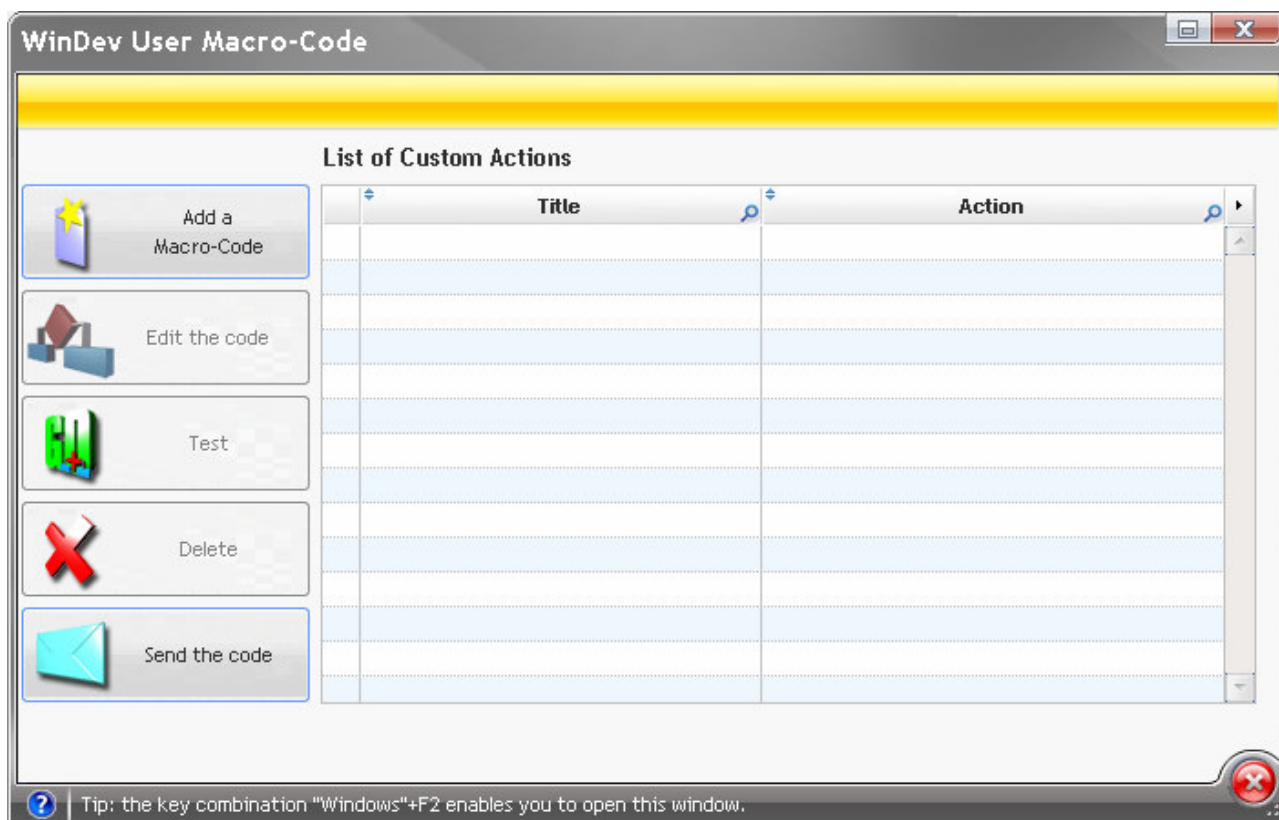 WinDev User Macro-Code
List of Custom Actions
Title
Action
Add a
Macro-Code
Edit the code
Test
Delete
Send the code
Tip: the key combination "Windows"+F2 enables you to open this window.